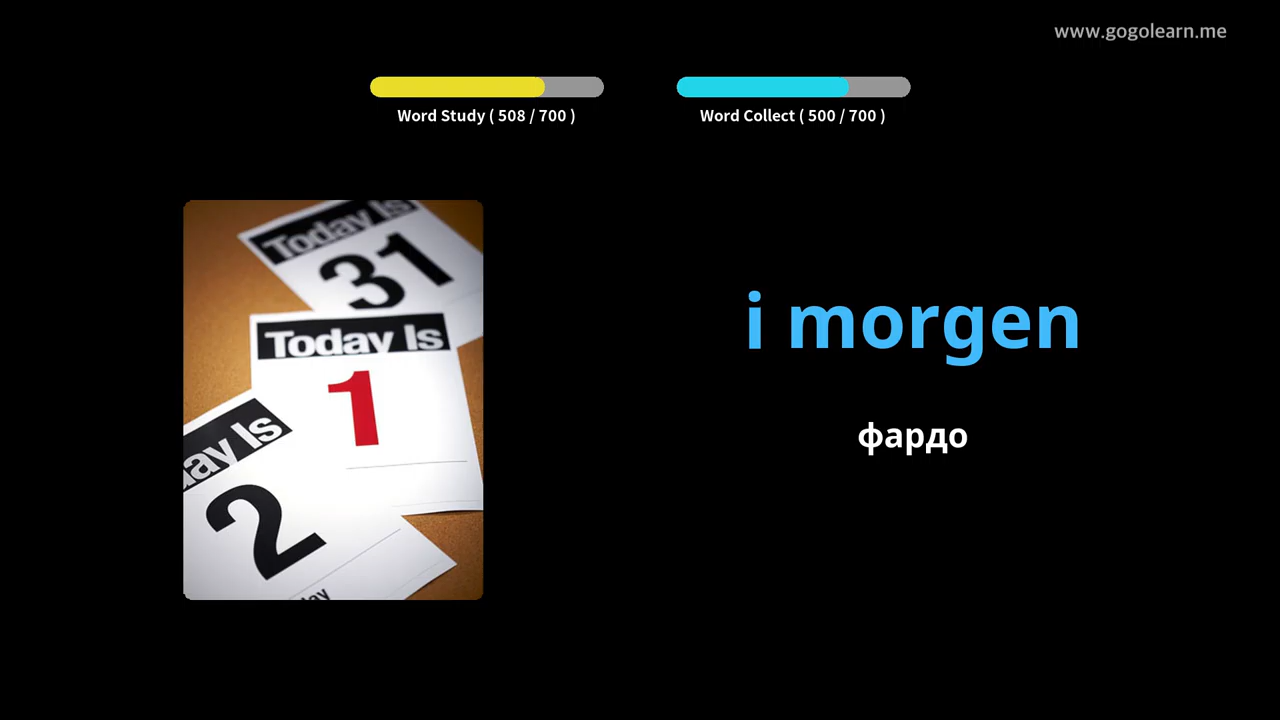 www.gogolearn.me
Word Study ( 508 / 700 )
Word Collect ( 500 / 700 )
Today Is
31
Today Is
1
ay Is
2
i morgen
фардо